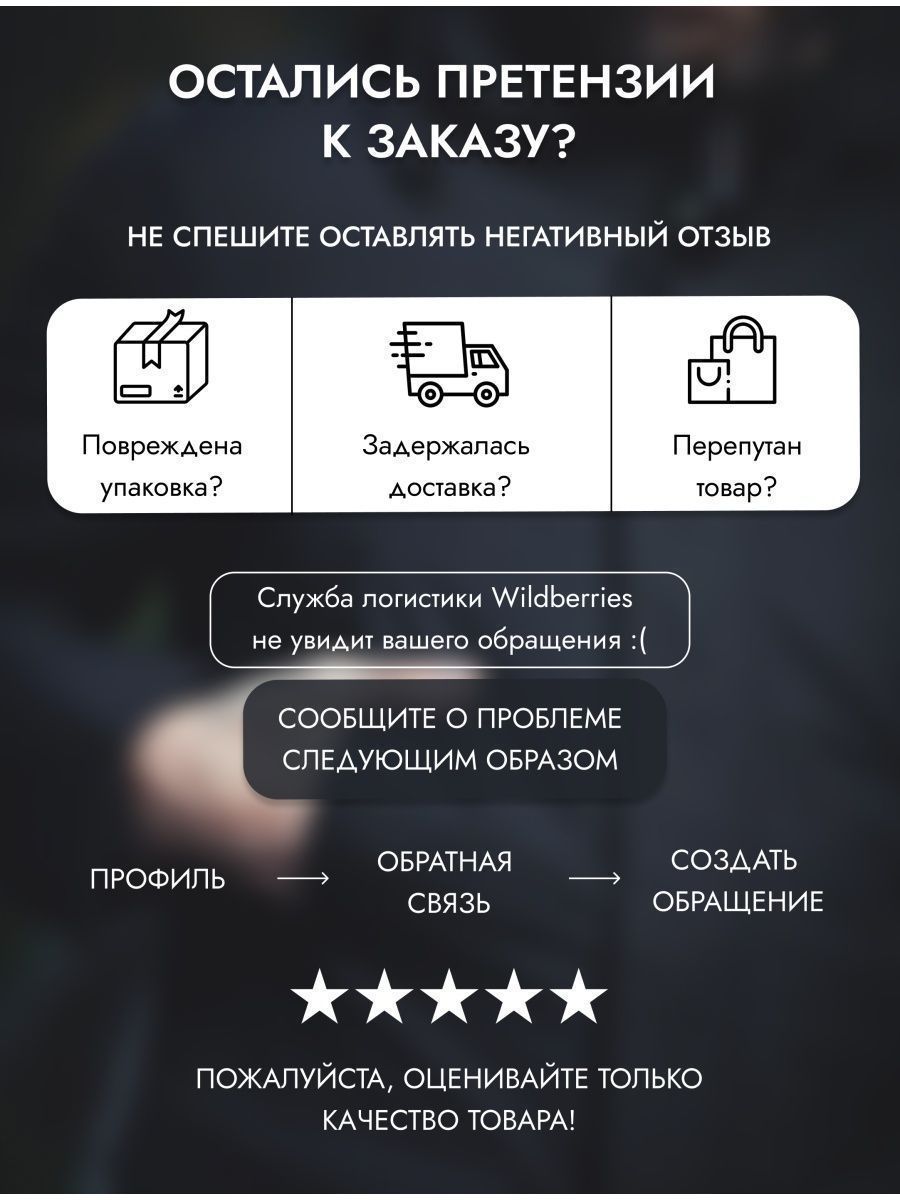 ОСТАЛИСЬ ПРЕТЕНЗИИ
К ЗАКАЗУ?
НЕ СПЕШИТЕ ОСТАВЛЯТЬ НЕГАТИВНЫЙ ОТЗЫВ
Повреждена
упаковка?
Задержалась
доставка?
Перепутан
товар?
Служба логистики Wildberries
не увидит вашего обращения :(
СООБЩИТЕ О ПРОБЛЕМЕ
СЛЕДУЮЩИМ ОБРАЗОМ
ПРОФИЛЬ
ОБРАТНАЯ
СВЯЗЬ
СОЗДАТЬ
ОБРАЩЕНИЕ
ПОЖАЛУЙСТА, ОЦЕНИВАЙТЕ ТОЛЬКО
КАЧЕСТВО ТОВАРА!